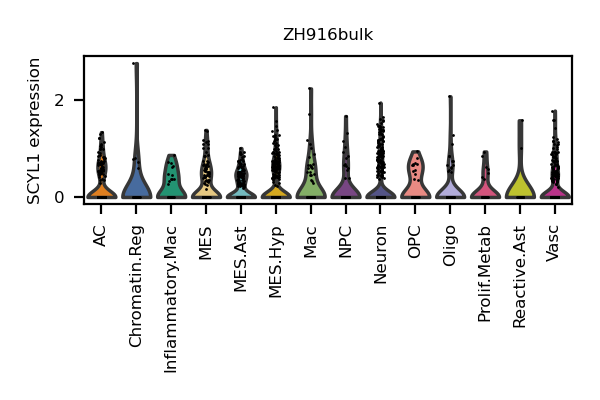 ZH916bulk
SCYL1 expression
2
0
AC
Chromatin.Reg
Inflammatory.Mac
MES
MES.Ast
MES.Hyp
Mac
NPC
Neuron
OPC
Oligo
Prolif.Metab
Reactive.Ast
Vasc